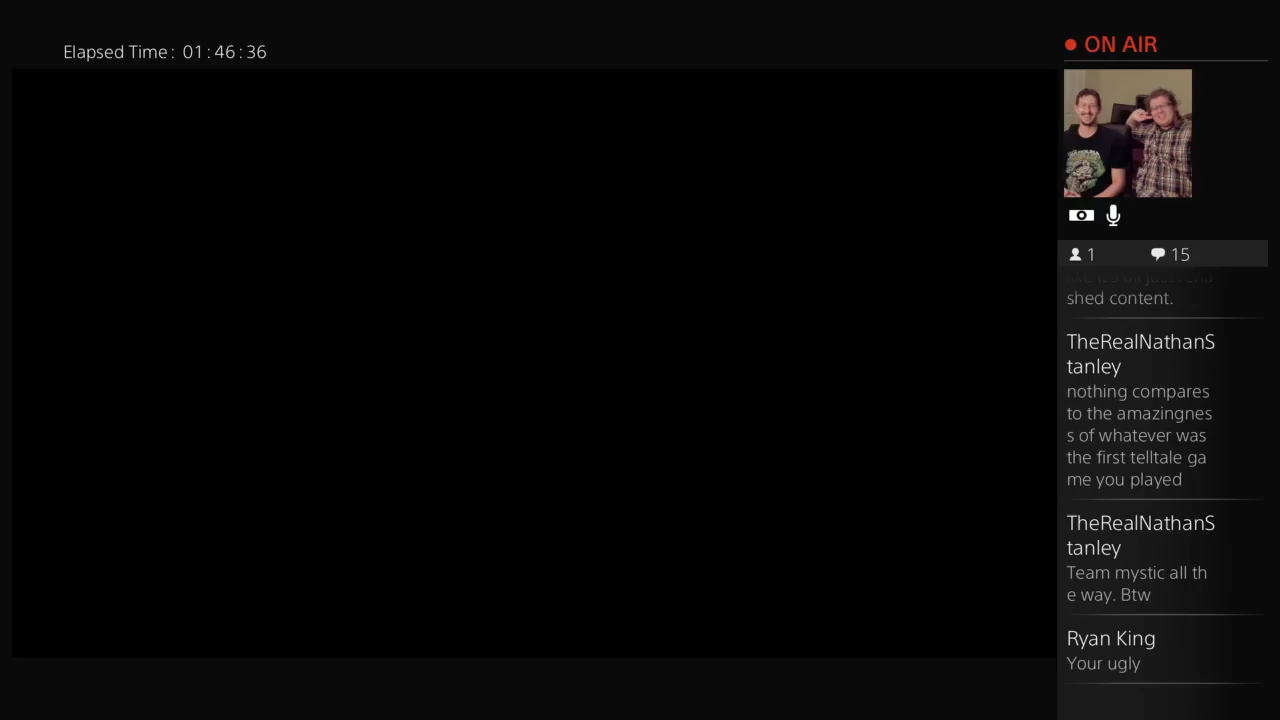 Elapsed Time: 01:46:36
ON AIR
1
15
shed content.
TheRealNathanS
tanley
nothing compares
to the amazingnes
s of whatever was
the first telltale ga
me you played
TheRealNathanS
tanley
Team mystic all th
e way. Btw
Ryan King
Your ugly